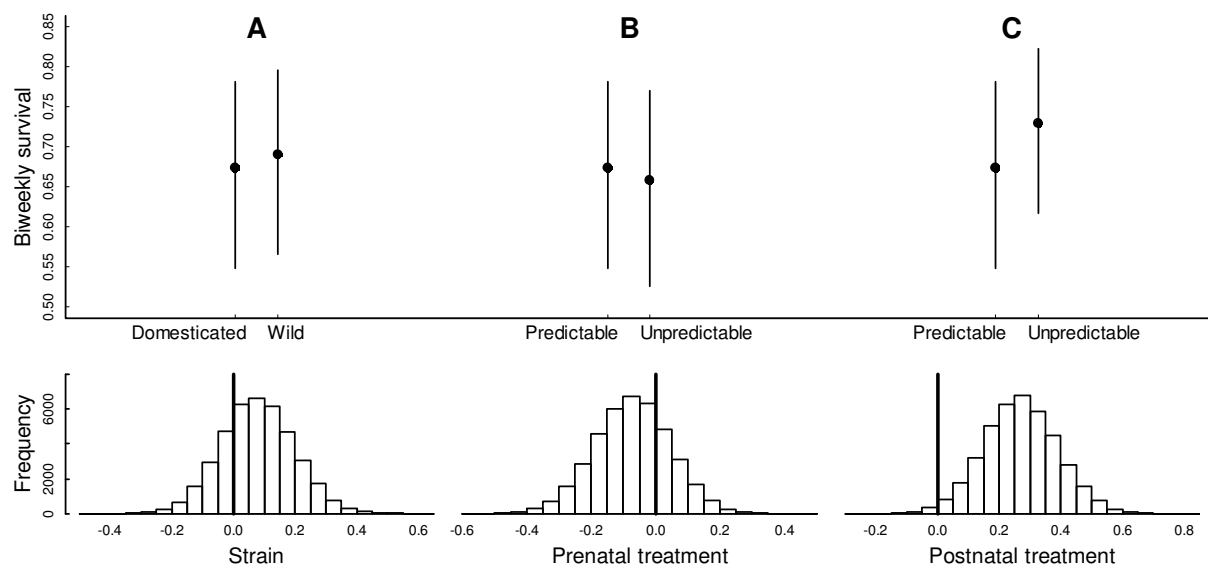 A B C
Biweekly survival
0.85
0.80
0.75
0.70
0.65
0.60
0.55
0.50
Domesticated Wild Predictable Unpredictable Predictable Unpredictable
Frequency
6000
2000
0
-0.4 -0.2 0.0 0.2 0.4 0.6 -0.6 -0.4 -0.2 0.0 0.2 0.4 -0.2 0.0 0.2 0.4 0.6 0.8
Strain Prenatal treatment Postnatal treatment